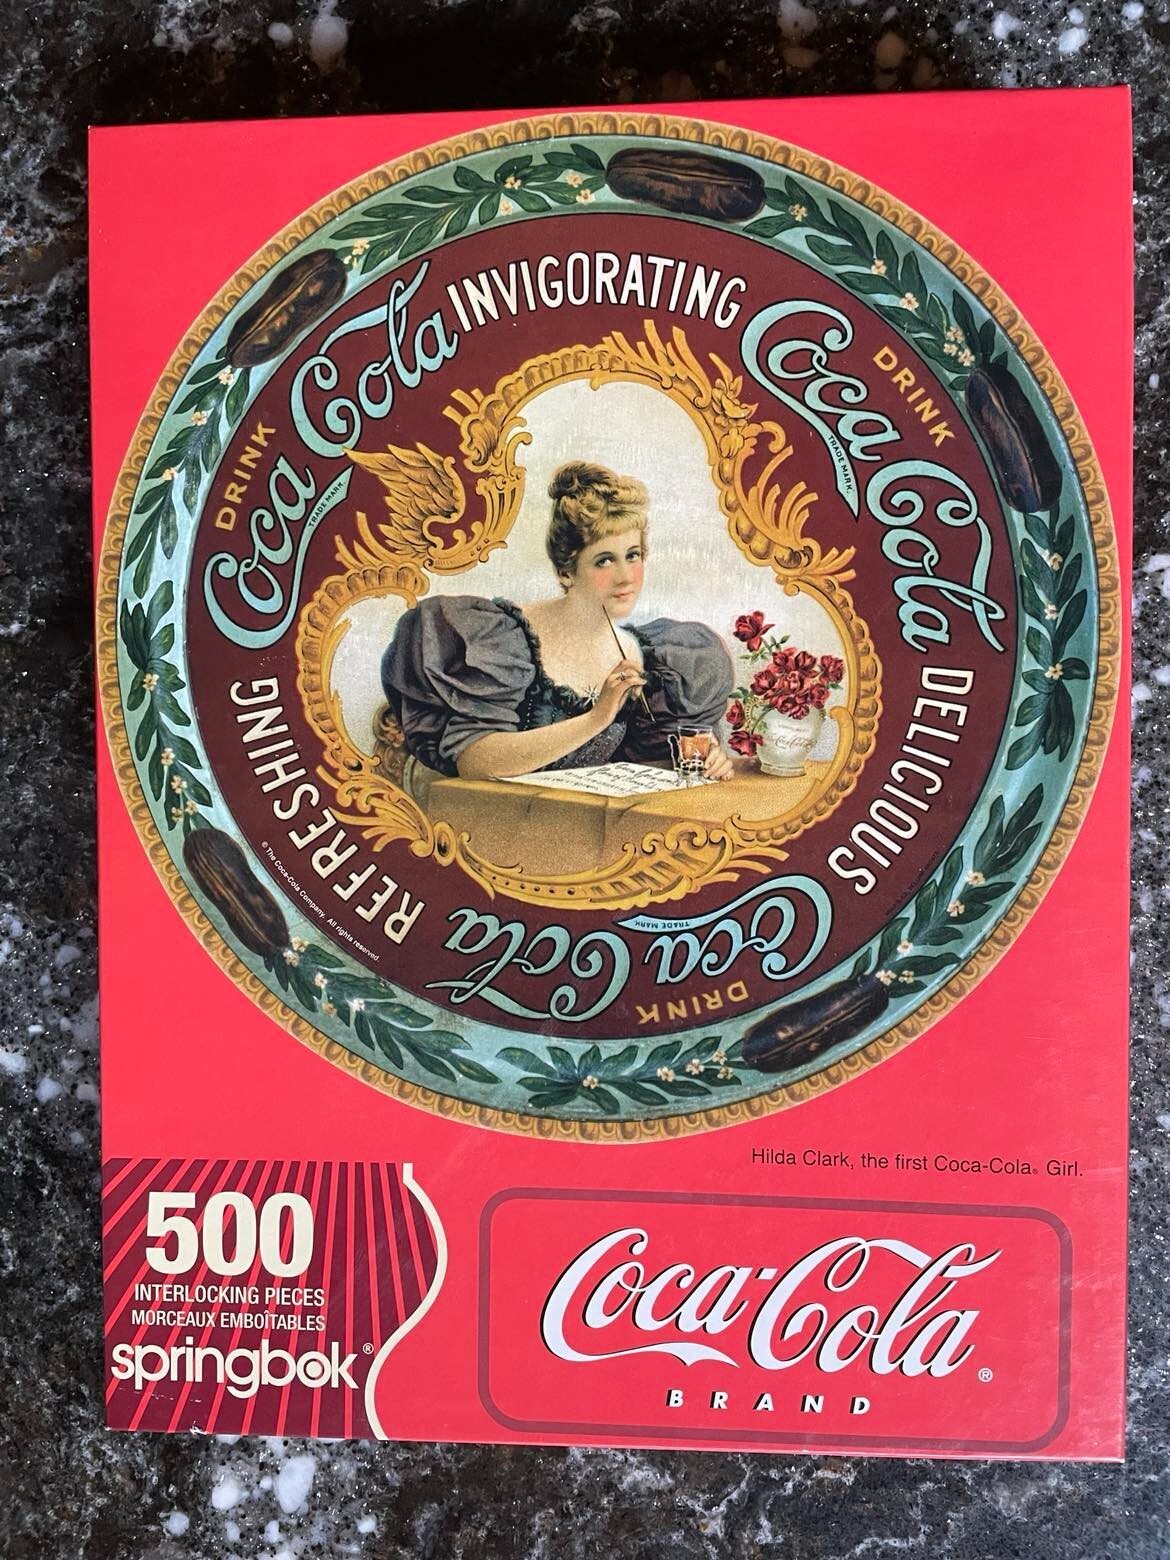 DRINK
Coca Cola
TRADE MARK.
INVIGORATING
DRINK
Coca Cola
TRADE MARK.
DELICIOUS
DRINK
Coca Cola
TRADE MARK
REFRESHING
© The Coca-Cola Company. All rights reserved
Hilda Clark, the first Coca-Cola® Girl.
500
INTERLOCKING PIECES
MORCEAUX EMBOÎTABLES
springbok®
Coca-Cola®
BRAND